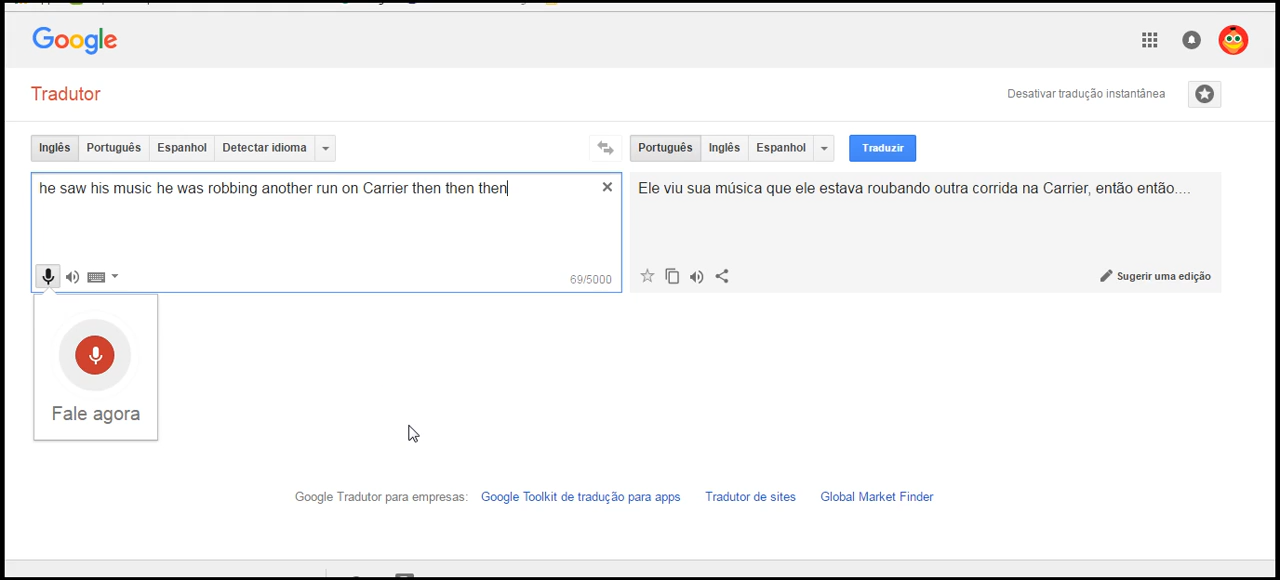 Google
Tradutor
Desativar tradução instantânea
Inglês Português Espanhol Detectar idioma
Português Inglês Espanhol Traduzir
he saw his music he was robbing another run on Carrier then then then
Ele viu sua música que ele estava roubando outra corrida na Carrier, então então....
69/5000
Sugerir uma edição
Fale agora
Google Tradutor para empresas: Google Toolkit de tradução para apps Tradutor de sites Global Market Finder